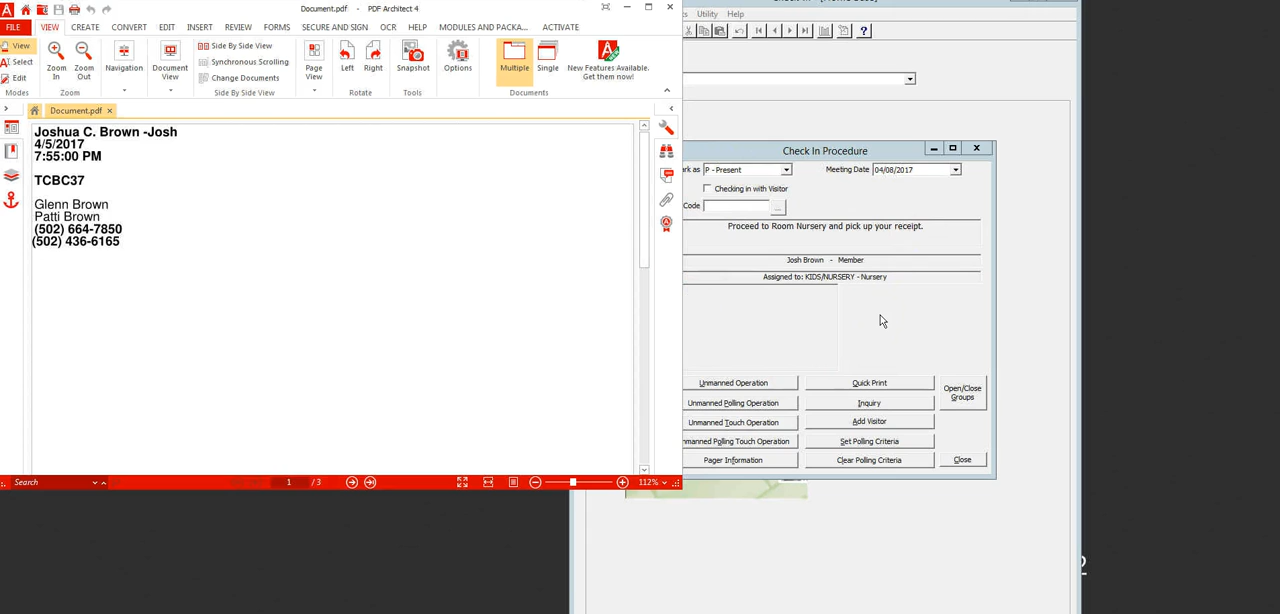 Document.pdf • PDF Architect 4
FILE VIEW CREATE CONVERT EDIT INSERT REVIEW FORMS SECURE AND SIGN OCR HELP MODULES AND PACKA... ACTIVATE
View
Select
Edit
Modes
Zoom In
Zoom Out
Zoom
Navigation
Document View
Side By Side View
Synchronous Scrolling
Change Documents
Side By Side
Page View
Left
Right
Rotate
Snapshot
Tools
Options
Multiple
Single
Documents
New Features Available. Get them now!
Document.pdf
Joshua C. Brown -Josh
4/5/2017
7:55:00 PM
TCBC37
Glenn Brown
Patti Brown
(502) 664-7850
(502) 436-6165
Search
1 / 3
112%
Utility Help
Check In Procedure
P - Present
Meeting Date 04/08/2017
Checking in with Visitor
Code
...
Proceed to Room Nursery and pick up your receipt.
Josh Brown - Member
Assigned to: KIDS/NURSERY - Nursery
Unmanned Operation
Quick Print
Open/Close Groups
Unmanned Polling Operation
Inquiry
Unmanned Touch Operation
Add Visitor
Unmanned Polling Touch Operation
Set Polling Criteria
Pager Information
Clear Polling Criteria
Close